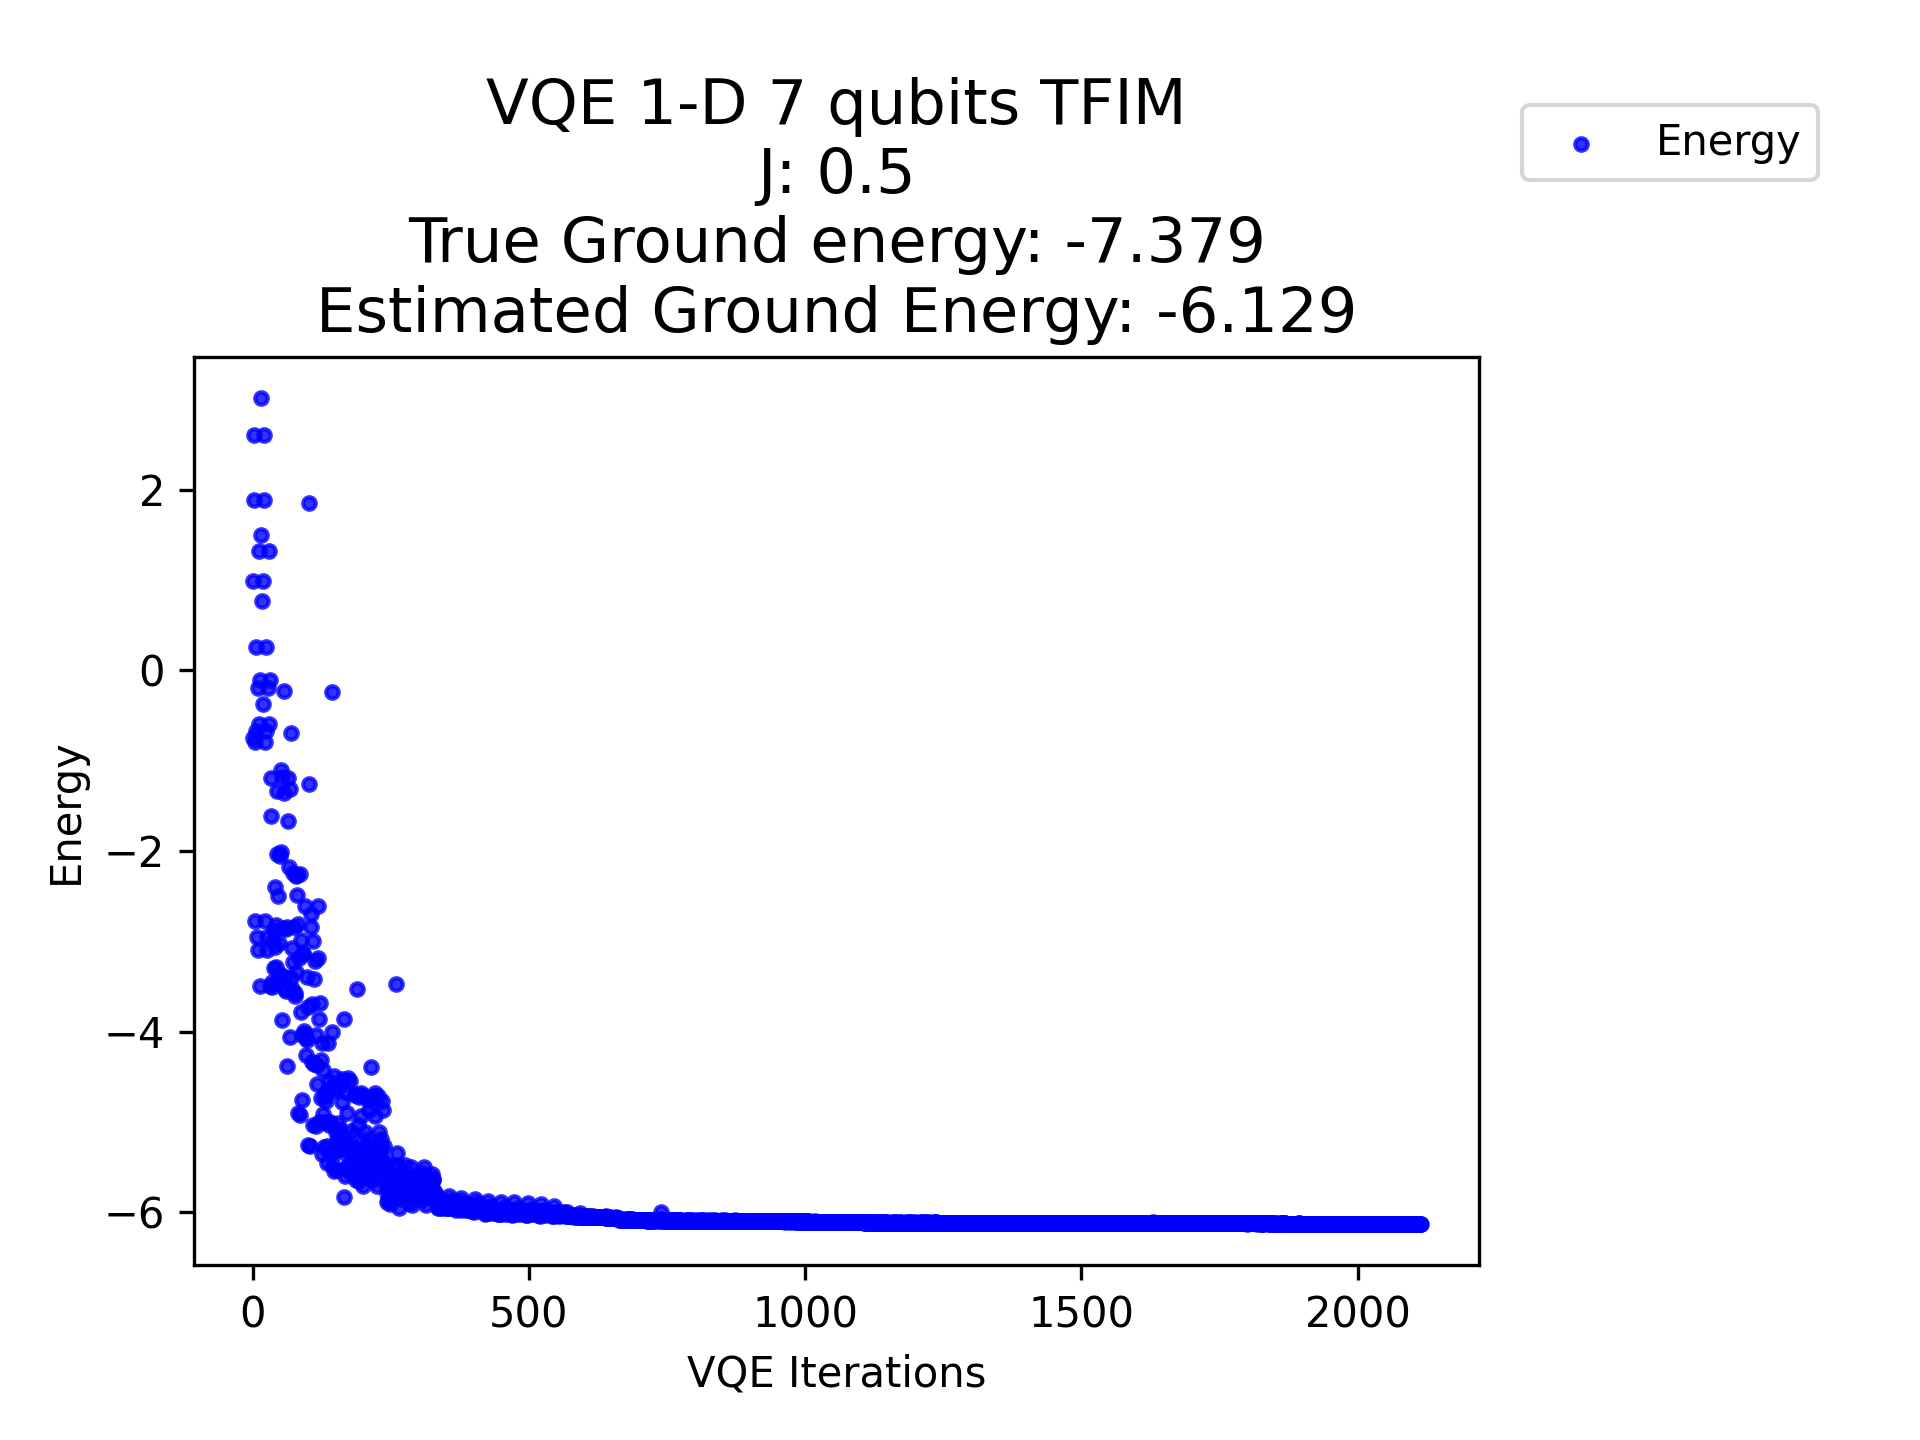 VQE 1-D 7 qubits TFIM
J: 0.5
True Ground energy: -7.379
Estimated Ground Energy: -6.129
Energy
Energy
2
0
−2
−4
−6
0 500 1000 1500 2000
VQE Iterations